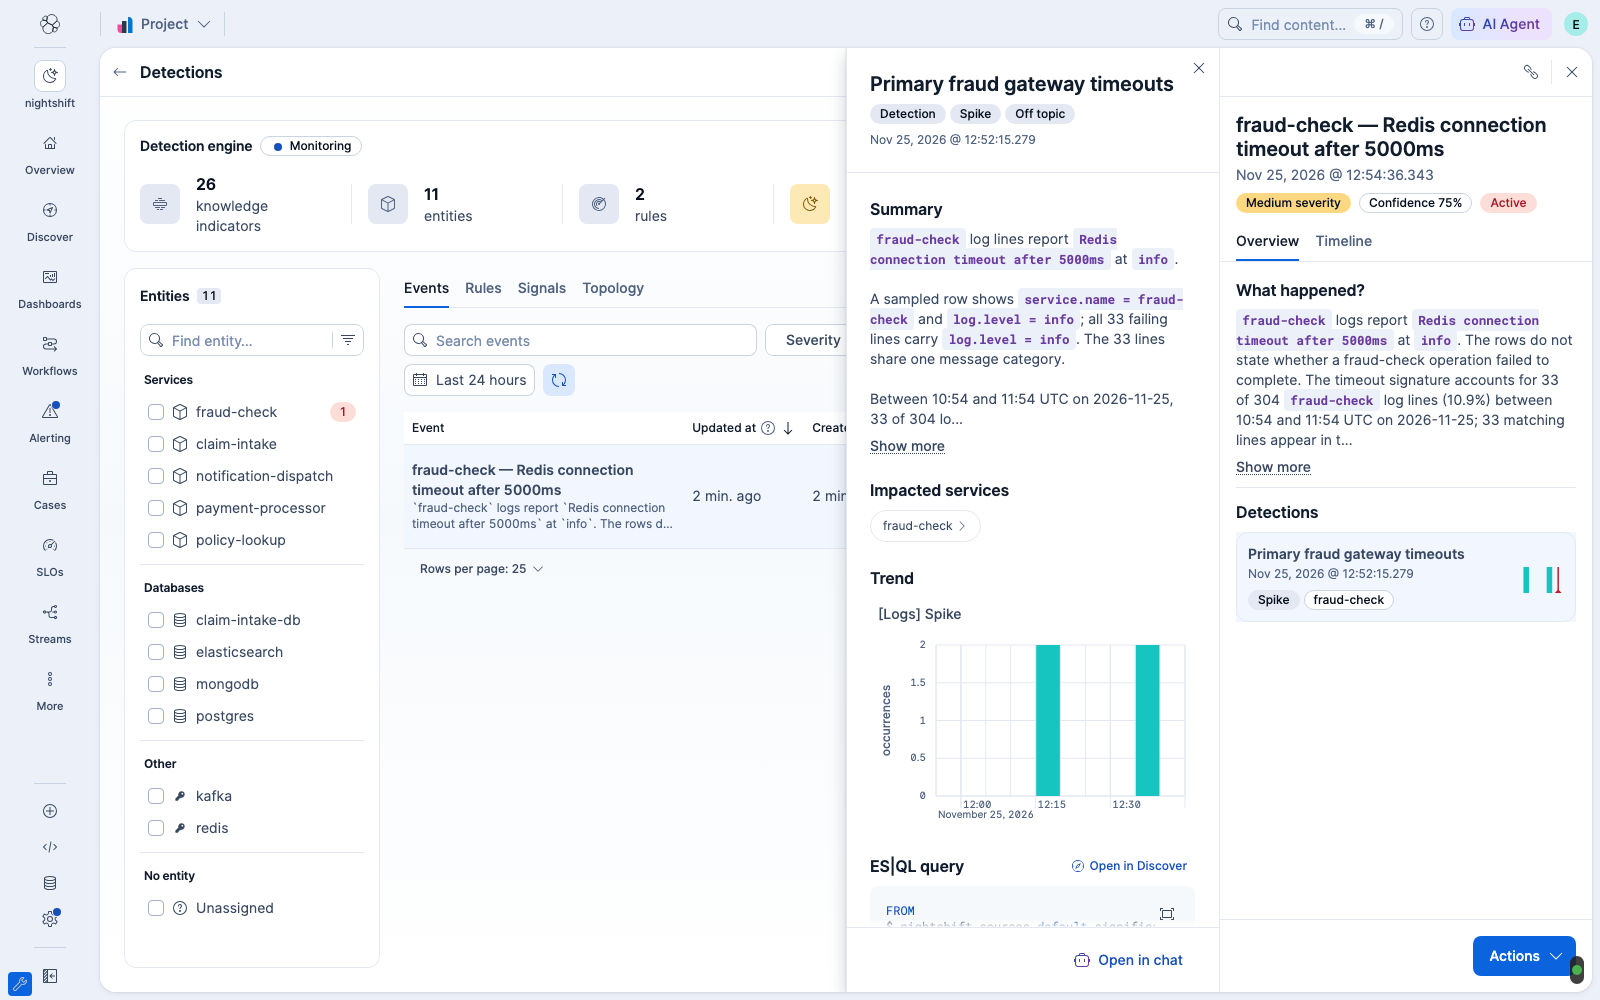 Project
Find content...
⌘ /
AI Agent
E
nightshift
Overview
Discover
Dashboards
Workflows
Alerting
Cases
SLOs
Streams
More
Detections
Detection engine
Monitoring
26
knowledge
indicators
11
entities
2
rules
Entities 11
Find entity...
Services
fraud-check
1
claim-intake
notification-dispatch
payment-processor
policy-lookup
Databases
claim-intake-db
elasticsearch
mongodb
postgres
Other
kafka
redis
No entity
Unassigned
Events Rules Signals Topology
Search events
Severity
Last 24 hours
Event Updated at
fraud-check — Redis connection
timeout after 5000ms
`fraud-check` logs report `Redis connection
timeout after 5000ms` at `info`. The rows d...
2 min. ago
Rows per page: 25
Primary fraud gateway timeouts
Detection Spike Off topic
Nov 25, 2026 @ 12:52:15.279
Summary
fraud-check log lines report Redis
connection timeout after 5000ms at info .
A sampled row shows service.name = fraud-
check and log.level = info ; all 33 failing
lines carry log.level = info . The 33 lines
share one message category.
Between 10:54 and 11:54 UTC on 2026-11-25,
33 of 304 lo...
Show more
Impacted services
fraud-check
Trend
[Logs] Spike
occurrences
2
1.5
1
0.5
0
12:00 12:15 12:30
November 25, 2026
ES|QL query
Open in Discover
FROM
Open in chat
fraud-check — Redis connection
timeout after 5000ms
Nov 25, 2026 @ 12:54:36.343
Medium severity Confidence 75% Active
Overview Timeline
What happened?
fraud-check logs report Redis connection
timeout after 5000ms at info . The rows do not
state whether a fraud-check operation failed to
complete. The timeout signature accounts for 33
of 304 fraud-check log lines (10.9%) between
10:54 and 11:54 UTC on 2026-11-25; 33 matching
lines appear in t...
Show more
Detections
Primary fraud gateway timeouts
Nov 25, 2026 @ 12:52:15.279
Spike fraud-check
Actions